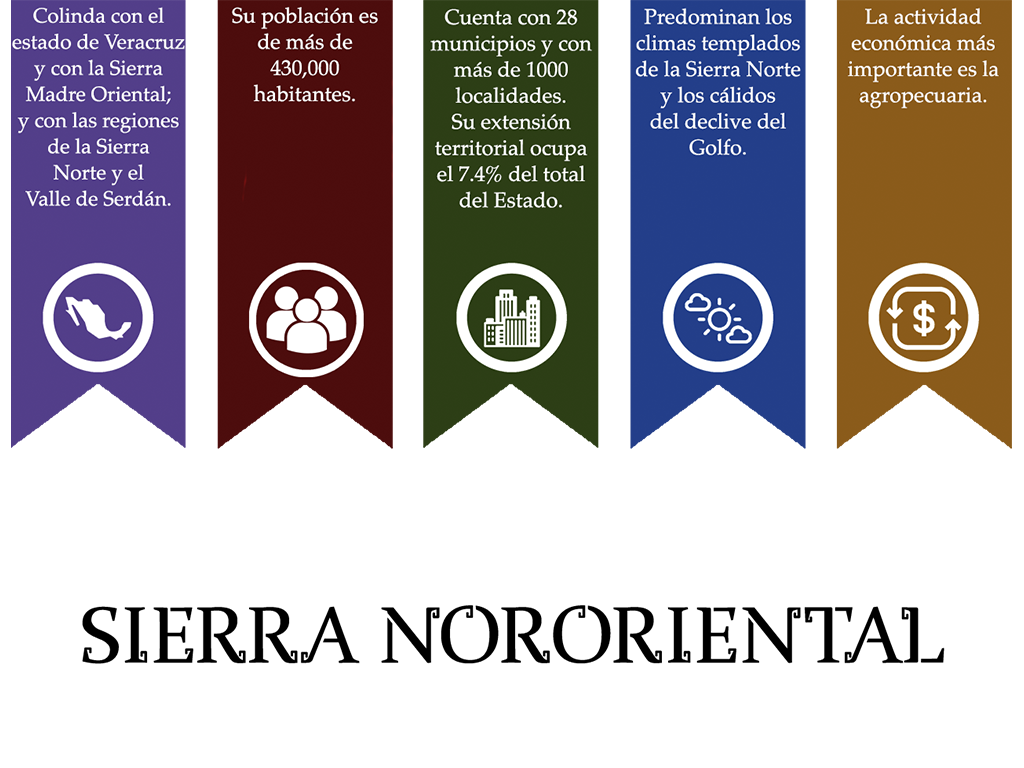 Colinda con el
estado de Veracruz
y con la Sierra
Madre Oriental;
y con las regiones
de la Sierra
Norte y el
Valle de Serdán.
Su población es
de más de
430,000
habitantes.
Cuenta con 28
municipios y con
más de 1000
localidades.
Su extensión
territorial ocupa
el 7.4% del total
del Estado.
Predominan los
climas templados
de la Sierra Norte
y los cálidos
del declive del
Golfo.
La actividad
económica más
importante es la
agropecuaria.
$
SIERRA NORORIENTAL